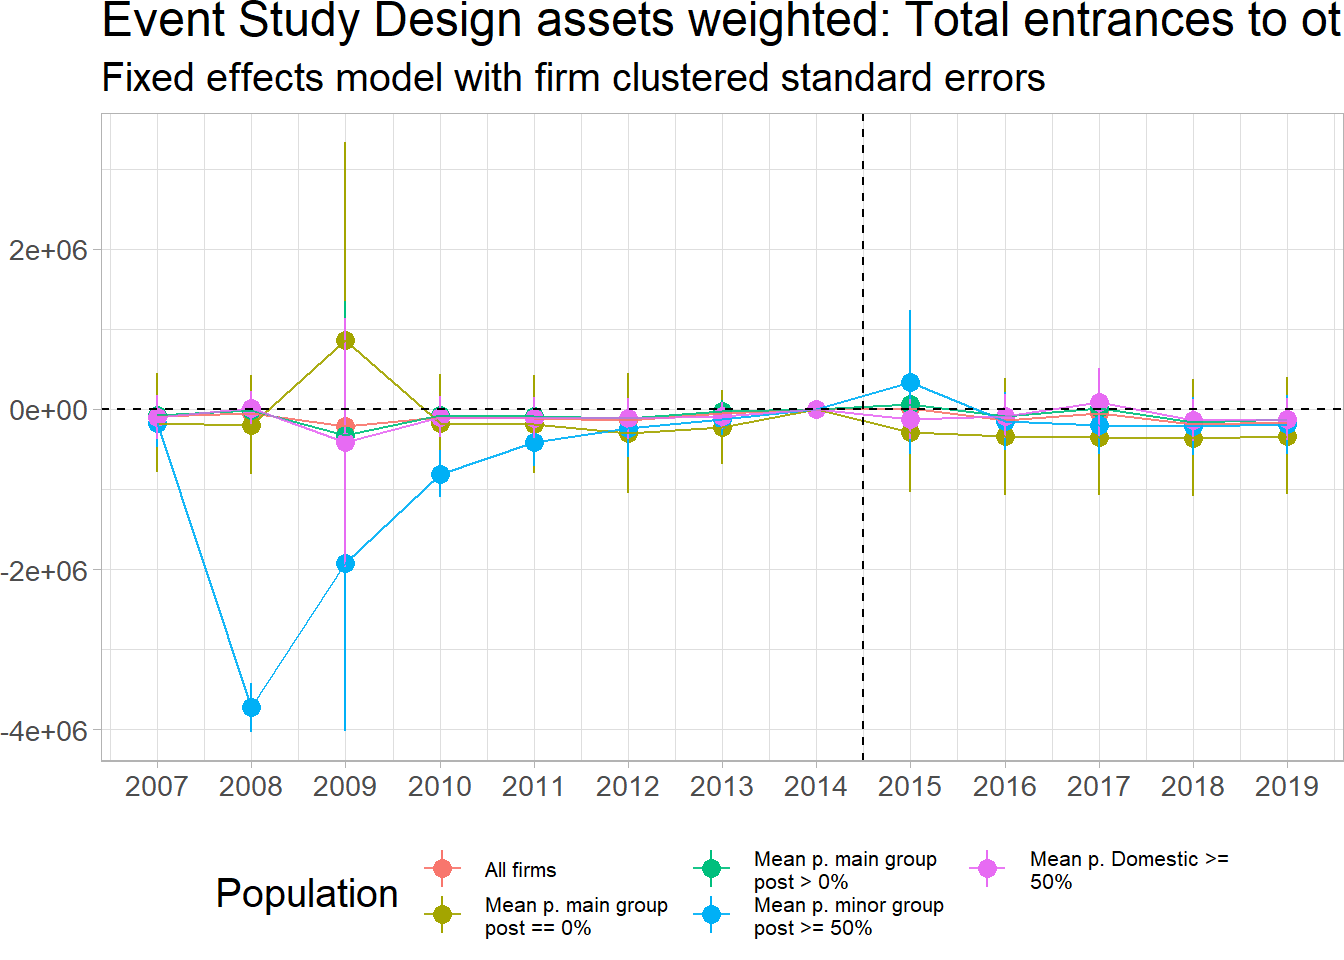 Event Study Design assets weighted: Total entrances to ot
Fixed effects model with firm clustered standard errors
2e+06
0e+00
-2e+06
-4e+06
2007 2008 2009 2010 2011 2012 2013 2014 2015 2016 2017 2018 2019
Population
All firms
Mean p. main group
post == 0%
Mean p. main group
post > 0%
Mean p. minor group
post >= 50%
Mean p. Domestic >=
50%